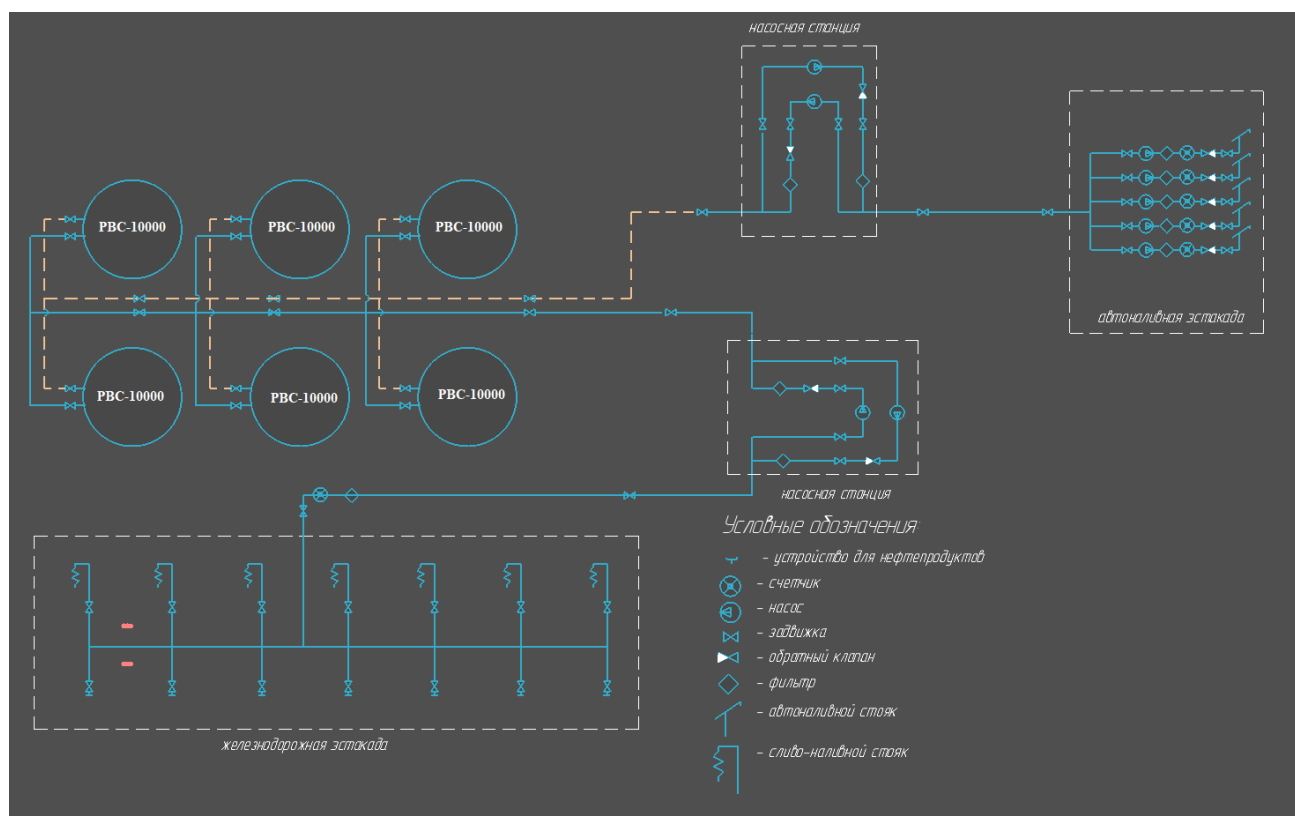 насосная станция
РВС-10000
РВС-10000
РВС-10000
автоналивная эстакада
РВС-10000
РВС-10000
РВС-10000
насосная станция
Условные обозначения:
- устройство для нефтепродуктов
- счетчик
- насос
- задвижка
- обратный клапан
- фильтр
- автоналивной стояк
железнодорожная эстакада
- сливо-наливной стояк